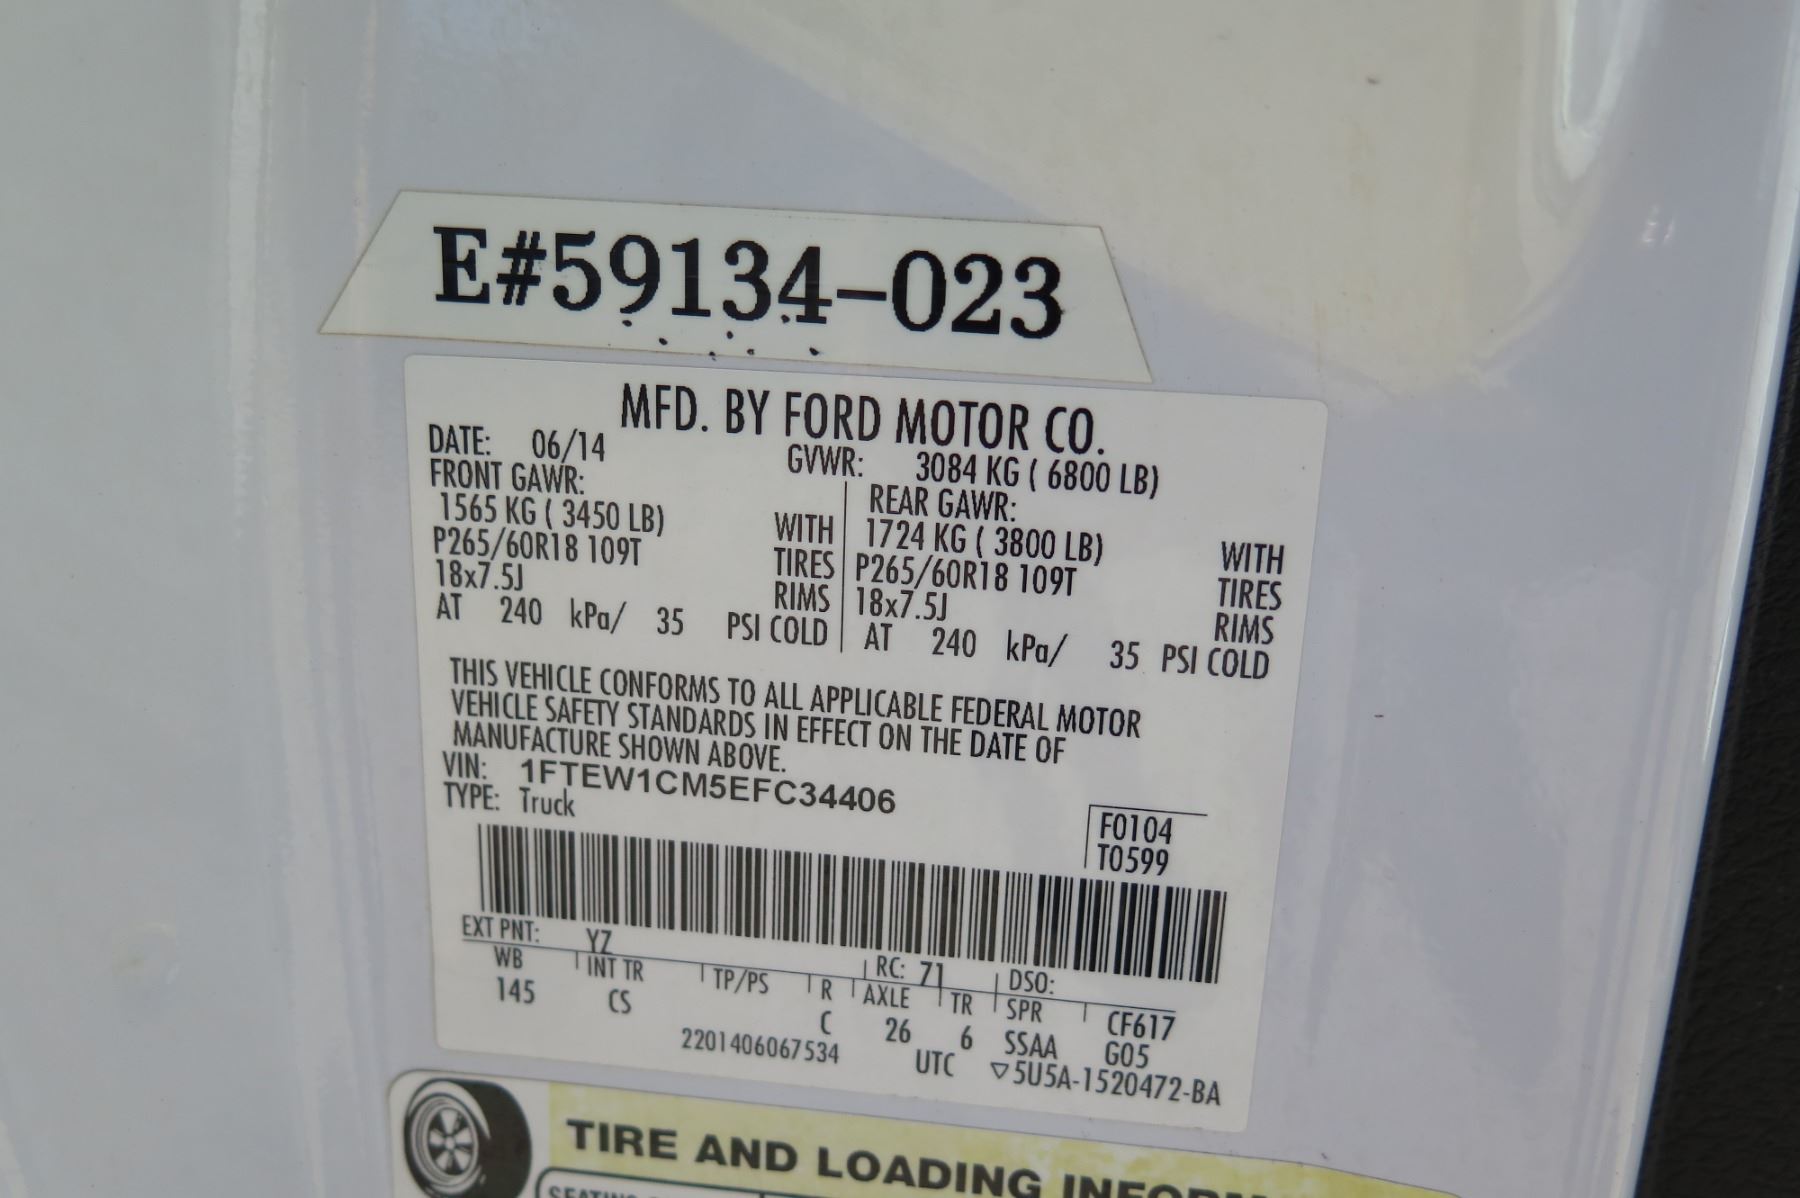 E#59134-023
MFD. BY FORD MOTOR CO.
DATE: 06/14 GVWR: 3084 KG ( 6800 LB)
FRONT GAWR: REAR GAWR:
1565 KG ( 3450 LB) WITH 1724 KG ( 3800 LB) WITH
P265/60R18 109T TIRES P265/60R18 109T TIRES
18x7.5J RIMS 18x7.5J RIMS
AT 240 kPa/ 35 PSI COLD AT 240 kPa/ 35 PSI COLD
THIS VEHICLE CONFORMS TO ALL APPLICABLE FEDERAL MOTOR
VEHICLE SAFETY STANDARDS IN EFFECT ON THE DATE OF
MANUFACTURE SHOWN ABOVE.
VIN: 1FTEW1CM5EFC34406
TYPE: Truck
F0104
T0599
EXT PNT: YZ RC: 71 DSO:
WB INT TR TP/PS R AXLE TR SPR CF617
145 CS C 26 6 SSAA G05
2201406067534 UTC ▽5U5A-1520472-BA
TIRE AND LOADING